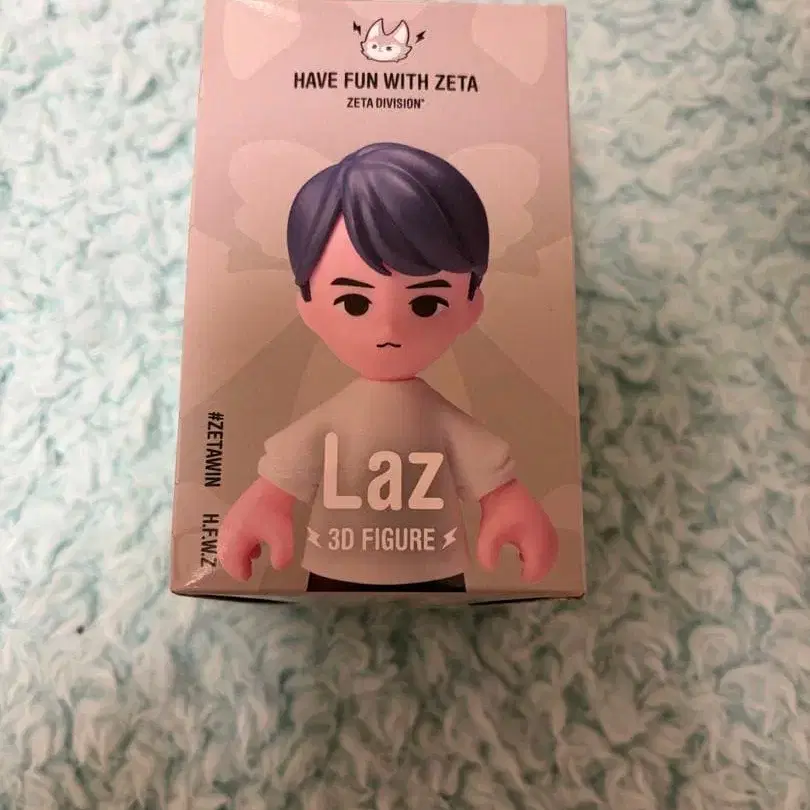 HAVE FUN WITH ZETA
ZETA DIVISION
#ZETAWIN H.F.W.Z
Laz
3D FIGURE